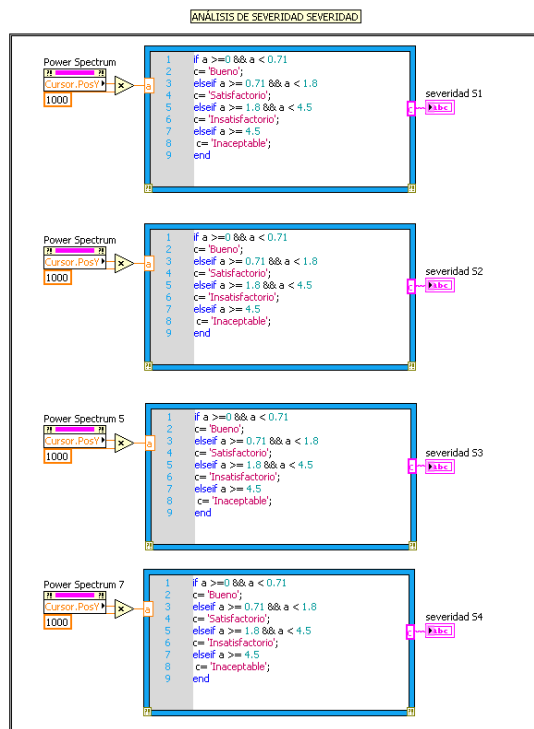 ANÁLISIS DE SEVERIDAD SEVERIDAD
Power Spectrum
Cursor.PosY
1000
a
1 if a >=0 && a < 0.71
2 c= 'Bueno';
3 elseif a >= 0.71 && a < 1.8
4 c= 'Satisfactorio';
5 elseif a >= 1.8 && a < 4.5
6 c= 'Insatisfactorio';
7 elseif a >= 4.5
8 c= 'Inaceptable';
9 end
c
severidad S1
abc
Power Spectrum
Cursor.PosY
1000
a
1 if a >=0 && a < 0.71
2 c= 'Bueno';
3 elseif a >= 0.71 && a < 1.8
4 c= 'Satisfactorio';
5 elseif a >= 1.8 && a < 4.5
6 c= 'Insatisfactorio';
7 elseif a >= 4.5
8 c= 'Inaceptable';
9 end
c
severidad S2
abc
Power Spectrum 5
Cursor.PosY
1000
a
1 if a >=0 && a < 0.71
2 c= 'Bueno';
3 elseif a >= 0.71 && a < 1.8
4 c= 'Satisfactorio';
5 elseif a >= 1.8 && a < 4.5
6 c= 'Insatisfactorio';
7 elseif a >= 4.5
8 c= 'Inaceptable';
9 end
c
severidad S3
abc
Power Spectrum 7
Cursor.PosY
1000
a
1 if a >=0 && a < 0.71
2 c= 'Bueno';
3 elseif a >= 0.71 && a < 1.8
4 c= 'Satisfactorio';
5 elseif a >= 1.8 && a < 4.5
6 c= 'Insatisfactorio';
7 elseif a >= 4.5
8 c= 'Inaceptable';
9 end
c
severidad S4
abc